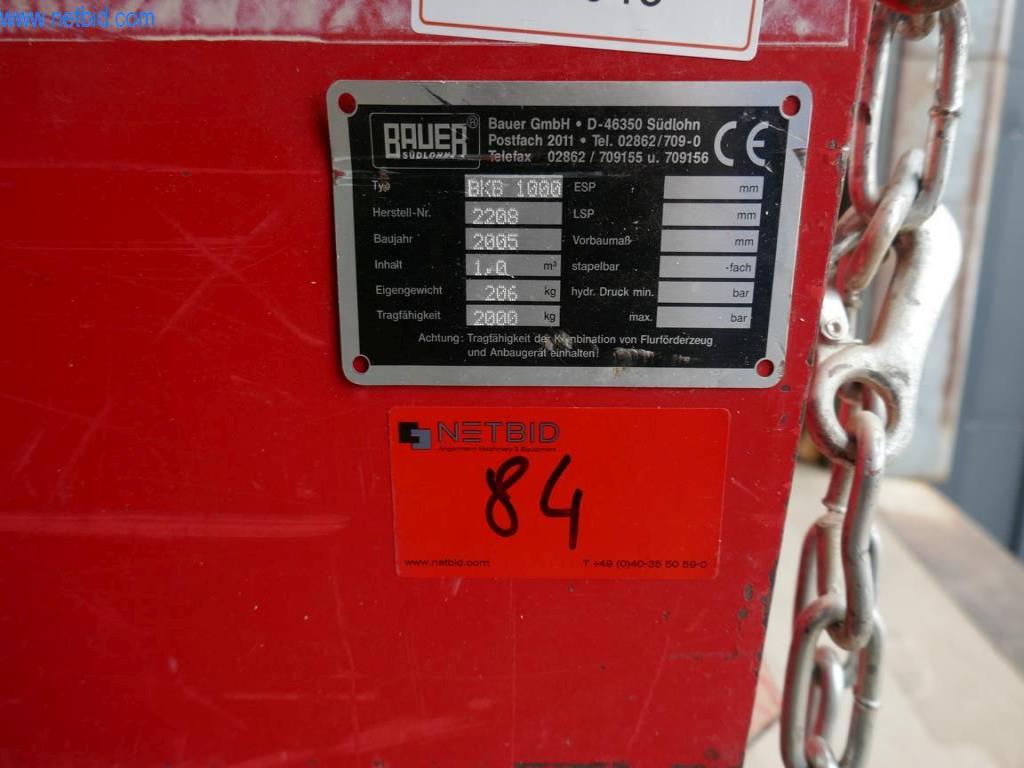 www.netbid.com
BAUER ®
SÜDLOHN
Bauer GmbH • D-46350 Südlohn
Postfach 2011 • Tel. 02862/709-0
Telefax 02862 / 709155 u. 709156
CE
Typ BKB 1000 ESP mm
Herstell-Nr. 2208 LSP mm
Baujahr 2005 Vorbaumaß mm
Inhalt 1.0 m³ stapelbar -fach
Eigengewicht 206 kg hydr. Druck min. bar
Tragfähigkeit 2000 kg max. bar
Achtung: Tragfähigkeit der Kombination von Flurförderzeug
und Anbaugerät einhalten!
NETBID
Angermann Machinery & Equipment
84
www.netbid.com T +49 (0)40-35 50 59-0